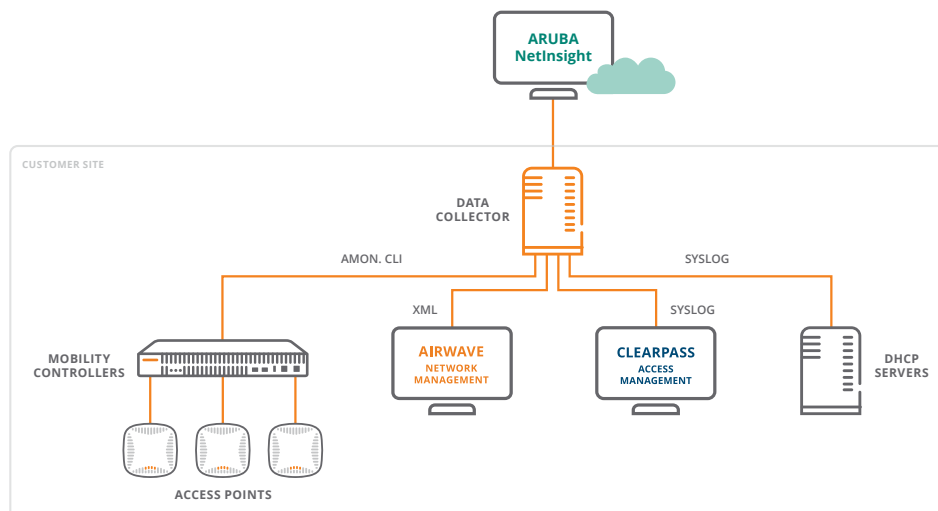 ARUBA
NetInsight
CUSTOMER SITE
DATA
COLLECTOR
AMON. CLI
SYSLOG
XML
SYSLOG
MOBILITY
CONTROLLERS
AIRWAVE
NETWORK
MANAGEMENT
CLEARPASS
ACCESS
MANAGEMENT
DHCP
SERVERS
ACCESS POINTS